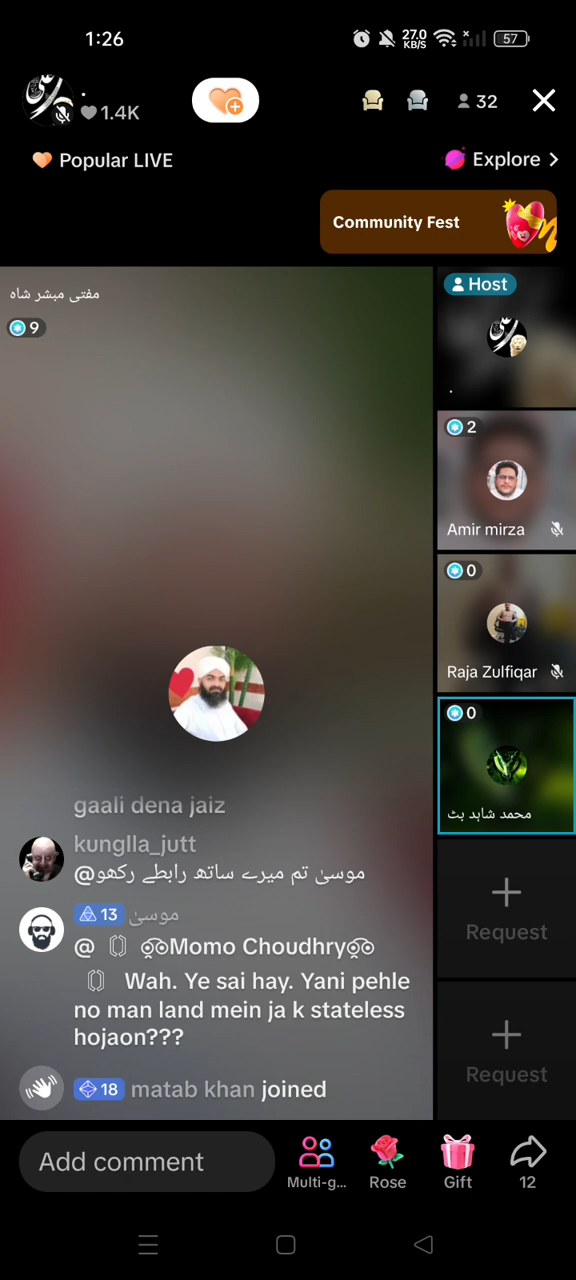 1:26
27.0
KB/S
57
.
1.4K
32
Popular LIVE
Explore >
Community Fest
مفتی مبشر شاہ
9
Host
.
2
Amir mirza
0
Raja Zulfiqar
0
محمد شاہد بٹ
gaali dena jaiz
kunglla_jutt
@موسیٰ تم میرے ساتھ رابطے رکھو
13 موسیٰ
@ Momo Choudhry
Wah. Ye sai hay. Yani pehle
no man land mein ja k stateless
hojaon???
18 matab khan joined
Request
Request
Add comment
Multi-g...
Rose
Gift
12